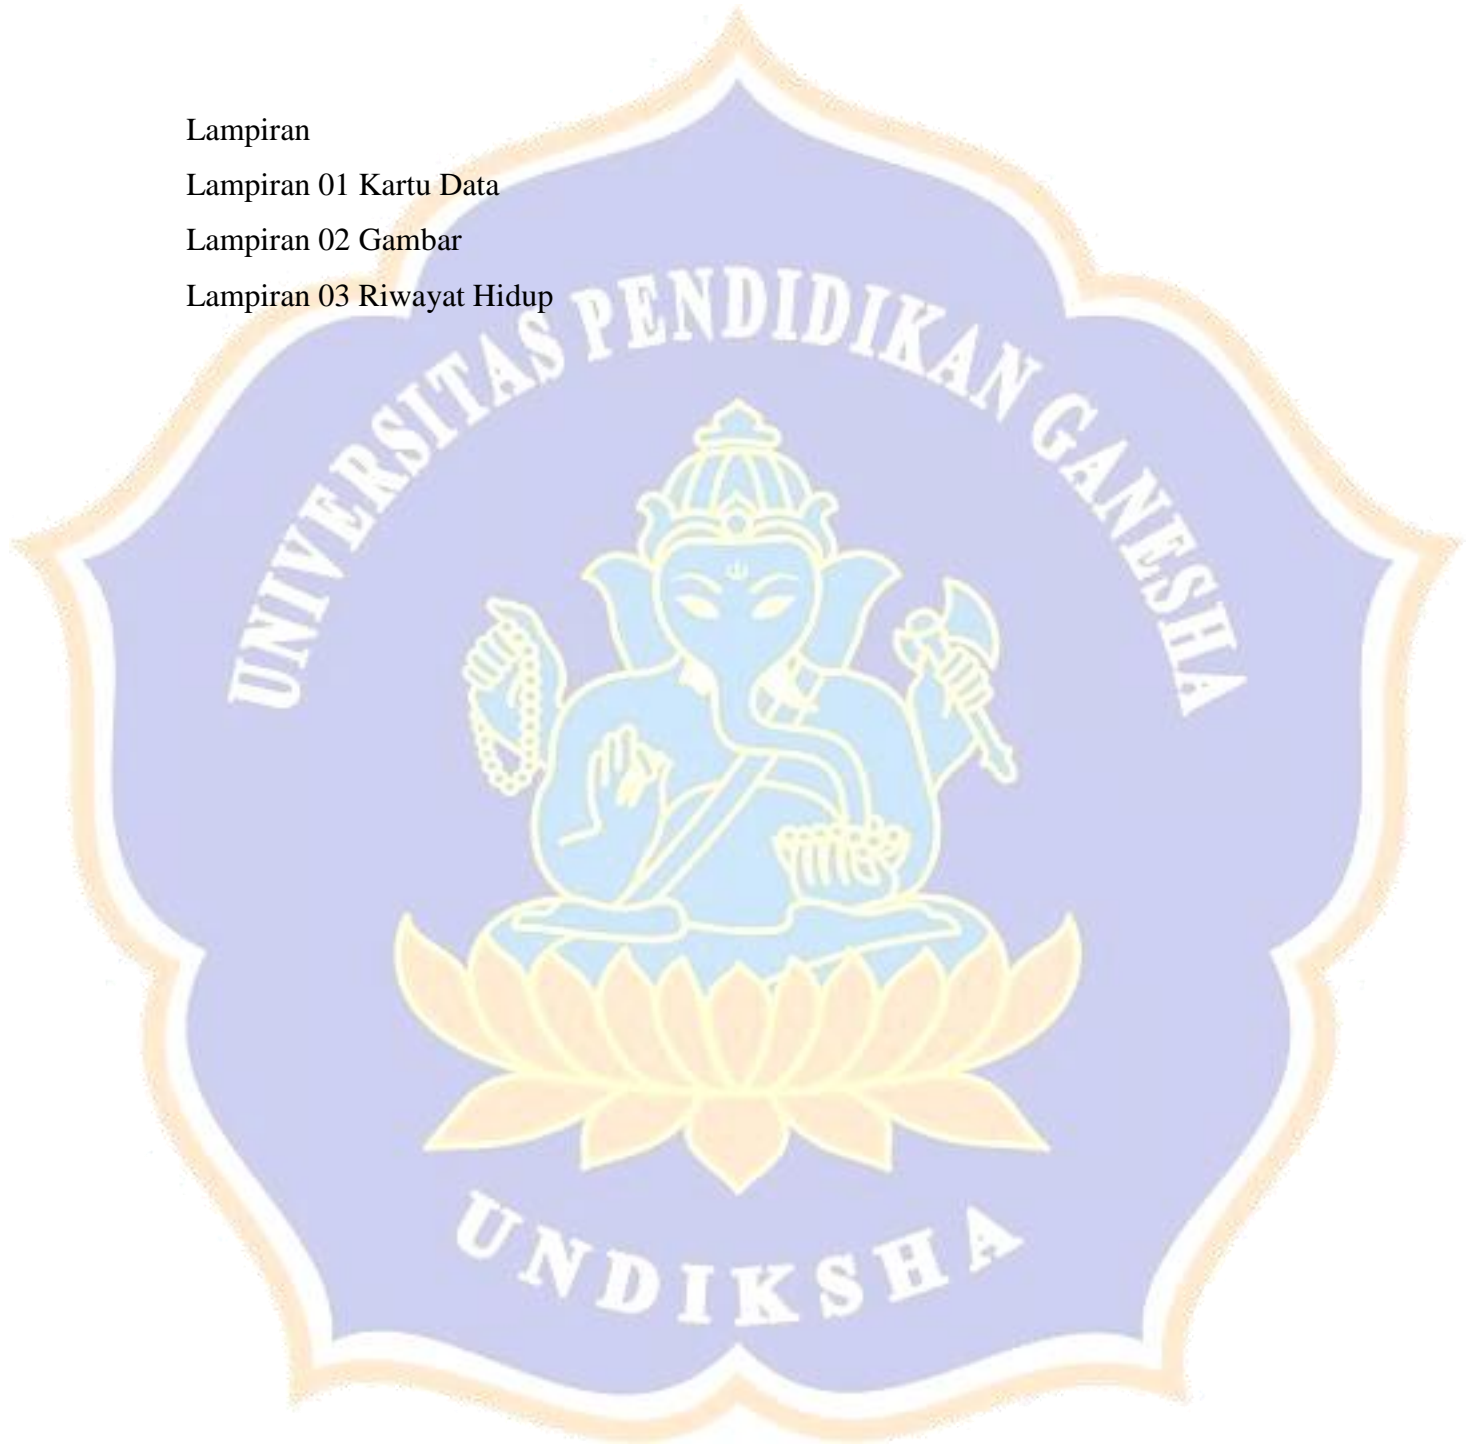 Lampiran
Lampiran 01 Kartu Data
Lampiran 02 Gambar
Lampiran 03 Riwayat Hidup
UNIVERSITAS PENDIDIKAN GANESHA
UNDIKSHA